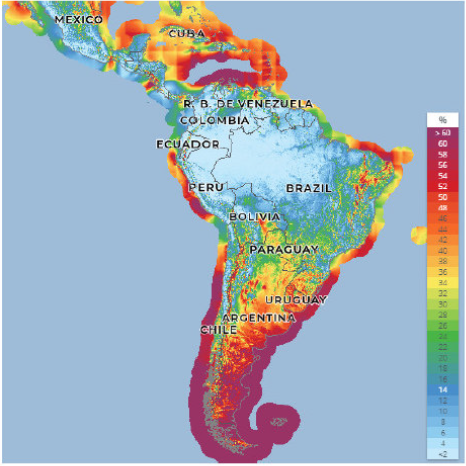 MEXICO
CUBA
R. B. DE VENEZUELA
COLOMBIA
ECUADOR
PERU
BRAZIL
BOLIVIA
PARAGUAY
URUGUAY
ARGENTINA
CHILE
%
> 60
60
58
56
54
52
50
48
46
44
42
40
38
36
34
32
30
28
26
24
22
20
18
16
14
12
10
8
6
4
<2